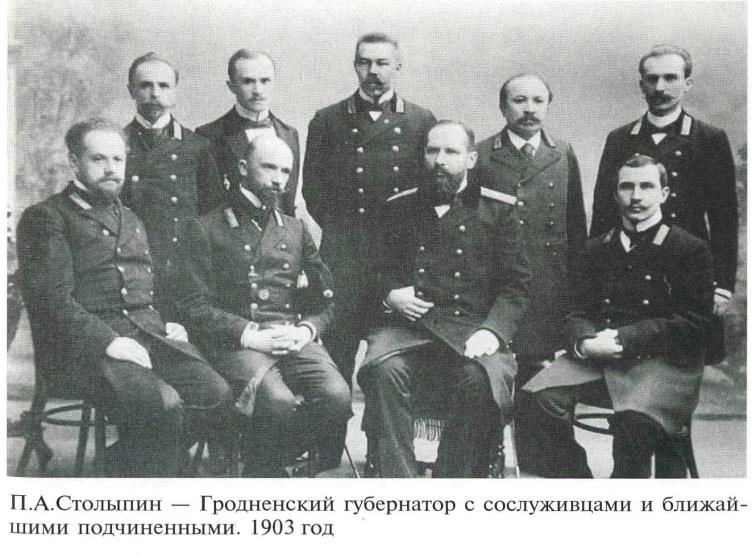 П.А.Столыпин — Гродненский губернатор с сослуживцами и ближай-
шими подчиненными. 1903 год